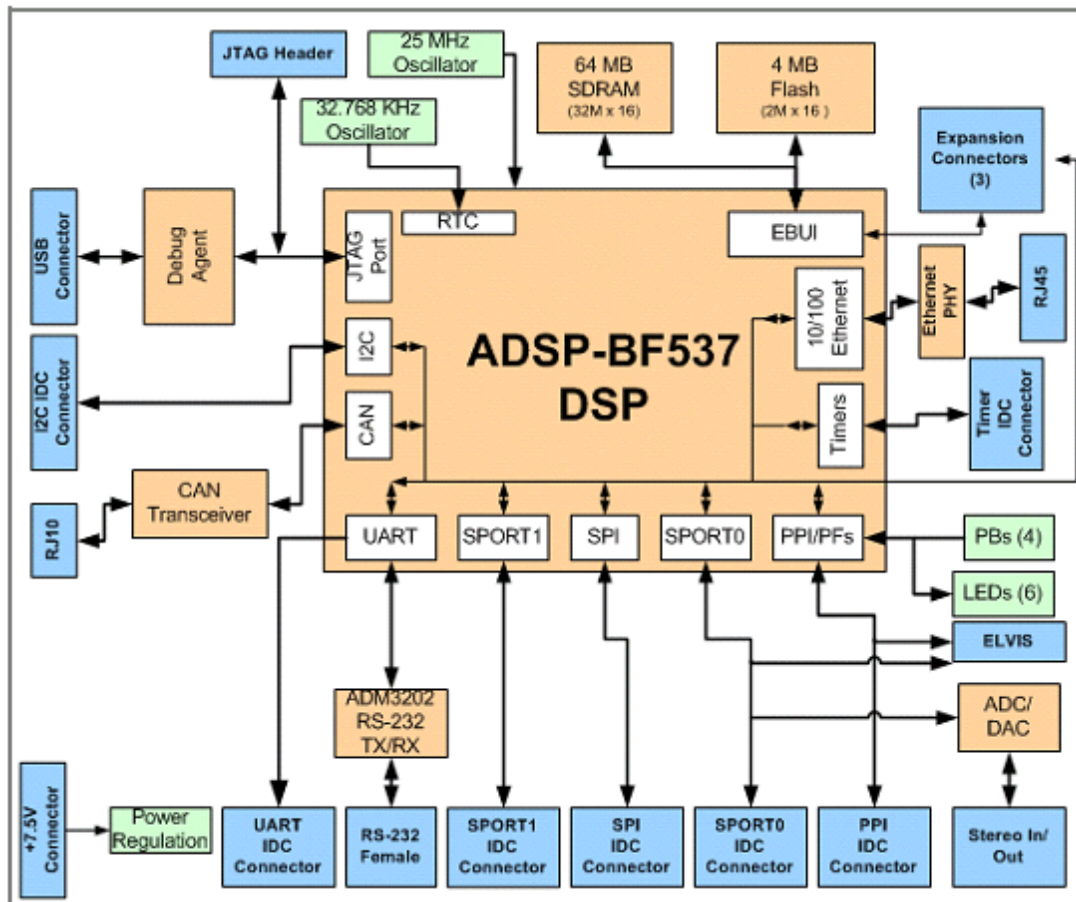 JTAG Header
25 MHz
Oscillator
64 MB
SDRAM
(32M x 16)
4 MB
Flash
(2M x 16 )
32.768 KHz
Oscillator
Expansion
Connectors
(3)
USB
Connector
Debug
Agent
JTAG
Port
RTC
EBUI
10/100
Ethernet
Ethernet
PHY
RJ45
I2C IDC
Connector
I2C
ADSP-BF537
DSP
CAN
Timers
Timer
IDC
Connector
CAN
Transceiver
RJ10
UART
SPORT1
SPI
SPORT0
PPI/PFs
PBs (4)
LEDs (6)
ELVIS
ADM3202
RS-232
TX/RX
ADC/
DAC
+7.5V
Connector
Power
Regulation
UART
IDC
Connector
RS-232
Female
SPORT1
IDC
Connector
SPI
IDC
Connector
SPORT0
IDC
Connector
PPI
IDC
Connector
Stereo In/
Out